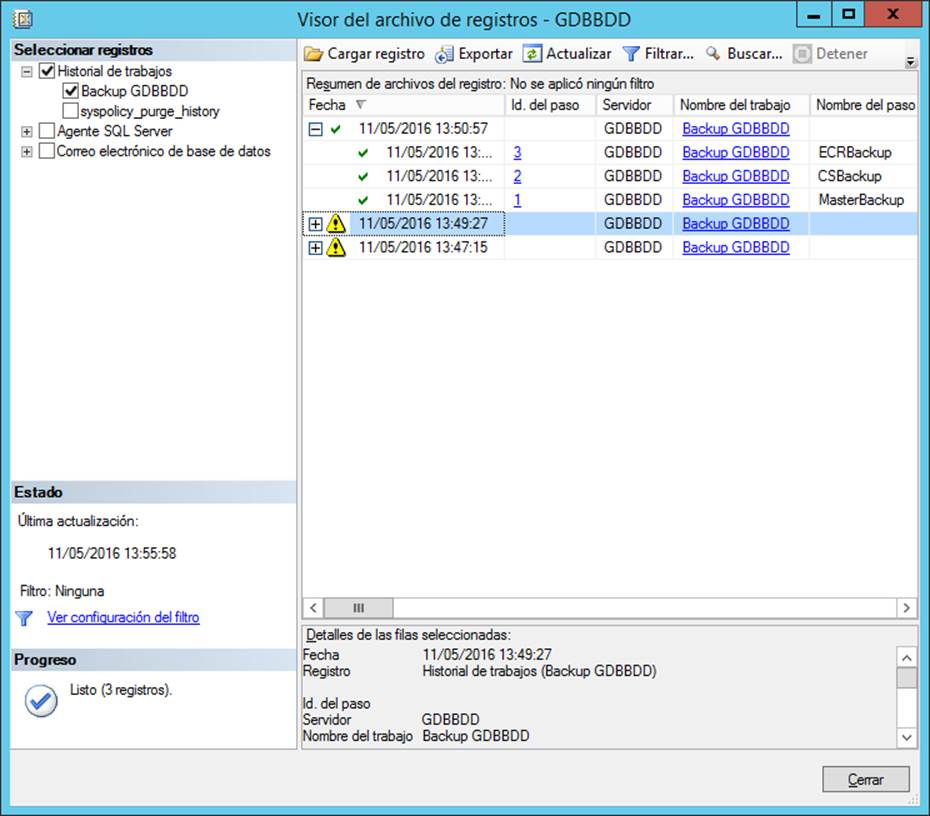 Visor del archivo de registros - GDBBDD
Seleccionar registros
Historial de trabajos
Backup GDBBDD
syspolicy_purge_history
Agente SQL Server
Correo electrónico de base de datos
Cargar registro Exportar Actualizar Filtrar... Buscar... Detener
Resumen de archivos del registro: No se aplicó ningún filtro
Fecha Id. del paso Servidor Nombre del trabajo Nombre del paso
11/05/2016 13:50:57 GDBBDD Backup GDBBDD
11/05/2016 13:... 3 GDBBDD Backup GDBBDD ECRBackup
11/05/2016 13:... 2 GDBBDD Backup GDBBDD CSBackup
11/05/2016 13:... 1 GDBBDD Backup GDBBDD MasterBackup
11/05/2016 13:49:27 GDBBDD Backup GDBBDD
11/05/2016 13:47:15 GDBBDD Backup GDBBDD
Estado
Última actualización:
11/05/2016 13:55:58
Filtro: Ninguna
Ver configuración del filtro
Progreso
Listo (3 registros).
Detalles de las filas seleccionadas:
Fecha 11/05/2016 13:49:27
Registro Historial de trabajos (Backup GDBBDD)
Id. del paso
Servidor GDBBDD
Nombre del trabajo Backup GDBBDD
Cerrar